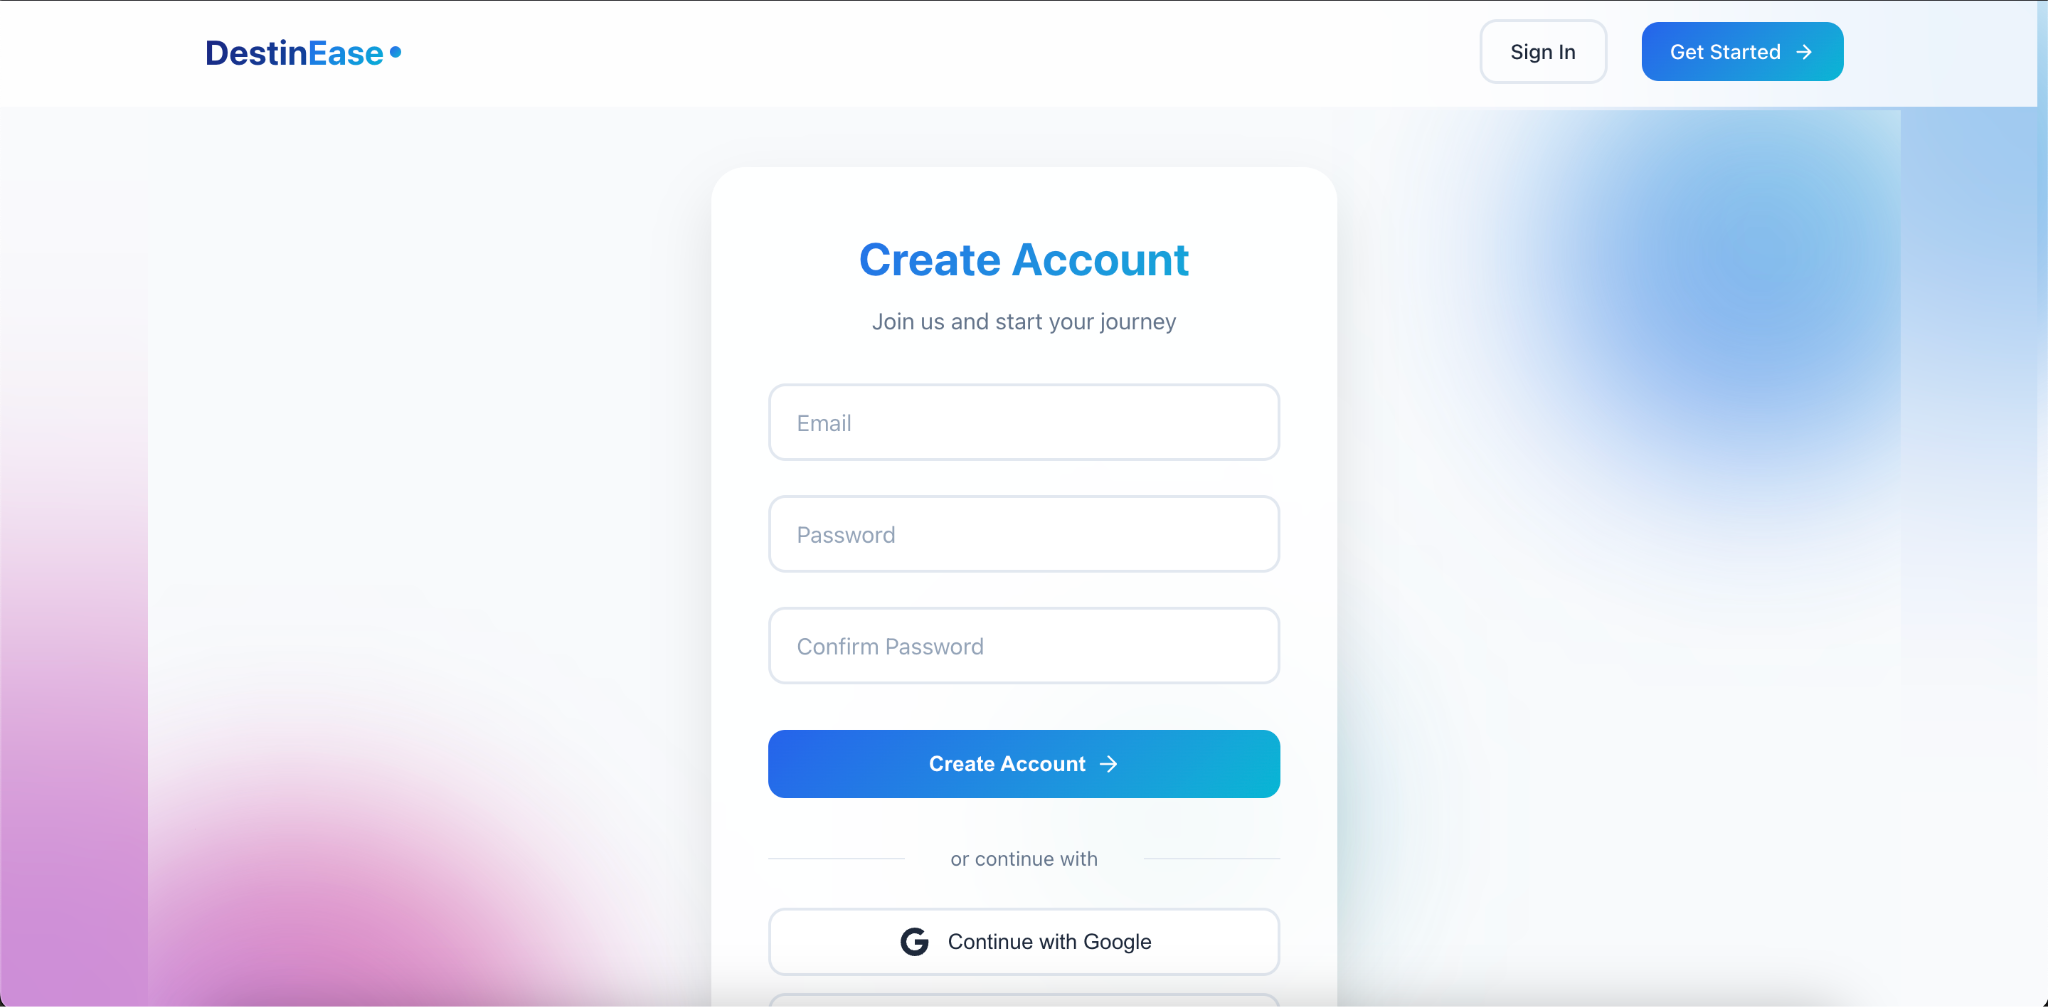 DestinEase
Sign In
Get Started
Create Account
Join us and start your journey
Email
Password
Confirm Password
Create Account
or continue with
Continue with Google